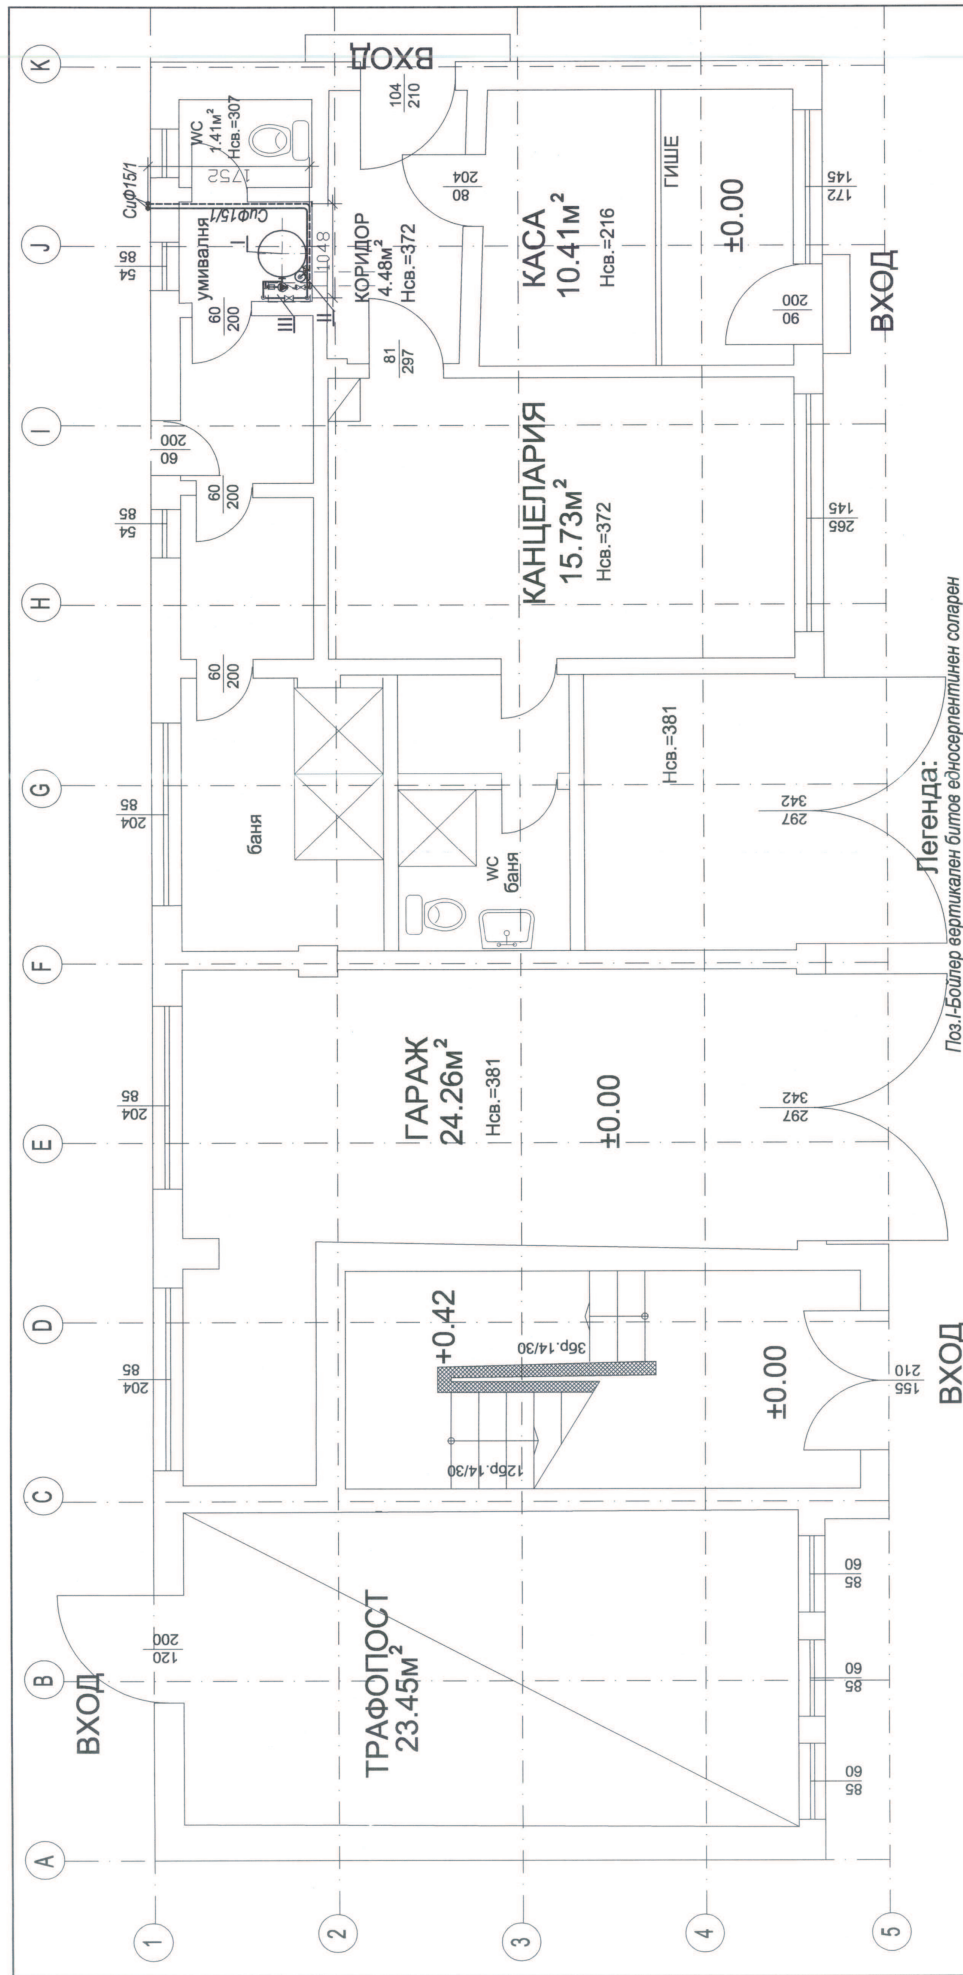 A
B
C
D
E
F
G
H
I
J
K
1
2
3
4
5
ВХОД
120
200
ТРАФОПОСТ
23.45м²
85
60
85
60
85
60
204
85
12бр.14/30
3бр.14/30
+0.42
±0.00
155
210
ВХОД
204
85
ГАРАЖ
24.26м²
Нсв.=381
±0.00
297
342
204
85
баня
WC
баня
Нсв.=381
297
342
60
200
54
85
60
200
60
200
КАНЦЕЛАРИЯ
15.73м²
Нсв.=372
265
145
60
200
54
85
умивалня
СиФ15/1
СиФ15/1
I
II
III
1048
1752
WC
1.41м²
Нсв.=307
КОРИДОР
4.48м²
Нсв.=372
81
297
ВХОД
104
210
80
204
КАСА
10.41м²
Нсв.=216
ГИШЕ
±0.00
172
145
90
200
ВХОД
Легенда:
Поз.I-Бойлер вертикален битов едносерпентинен соларен